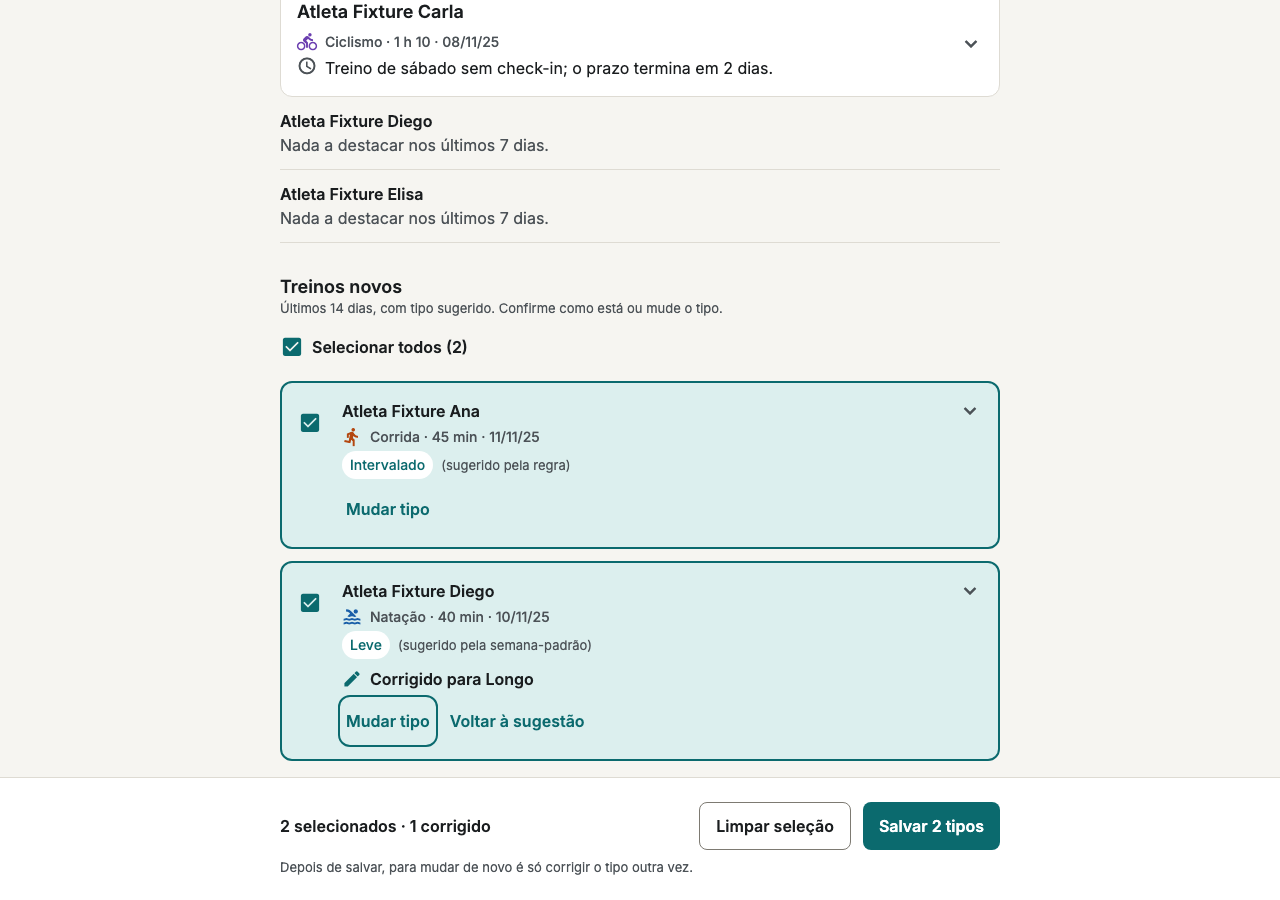 Atleta Fixture Carla
Ciclismo · 1 h 10 · 08/11/25
Treino de sábado sem check-in; o prazo termina em 2 dias.
Atleta Fixture Diego
Nada a destacar nos últimos 7 dias.
Atleta Fixture Elisa
Nada a destacar nos últimos 7 dias.
Treinos novos
Últimos 14 dias, com tipo sugerido. Confirme como está ou mude o tipo.
Selecionar todos (2)
Atleta Fixture Ana
Corrida · 45 min · 11/11/25
Intervalado (sugerido pela regra)
Mudar tipo
Atleta Fixture Diego
Natação · 40 min · 10/11/25
Leve (sugerido pela semana-padrão)
Corrigido para Longo
Mudar tipo Voltar à sugestão
2 selecionados · 1 corrigido Limpar seleção Salvar 2 tipos
Depois de salvar, para mudar de novo é só corrigir o tipo outra vez.